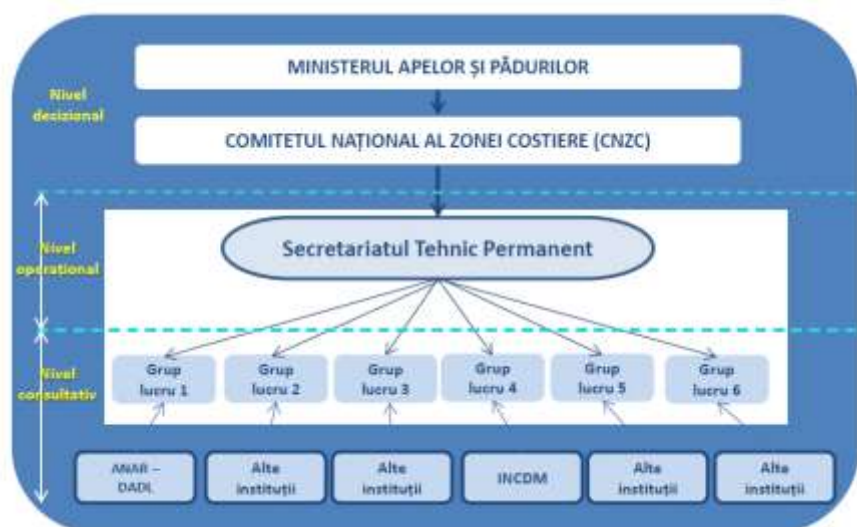 MINISTERUL APELOR ȘI PĂDURILOR
Nivel
decizional
COMITETUL NAȚIONAL AL ZONEI COSTIERE (CNZC)
Nivel
operațional
Secretariatul Tehnic Permanent
Nivel
consultativ
Grup
lucru 1
Grup
lucru 2
Grup
lucru 3
Grup
lucru 4
Grup
lucru 5
Grup
lucru 6
ANAR –
DADL
Alte
instituții
Alte
instituții
INCDM
Alte
instituții
Alte
instituții